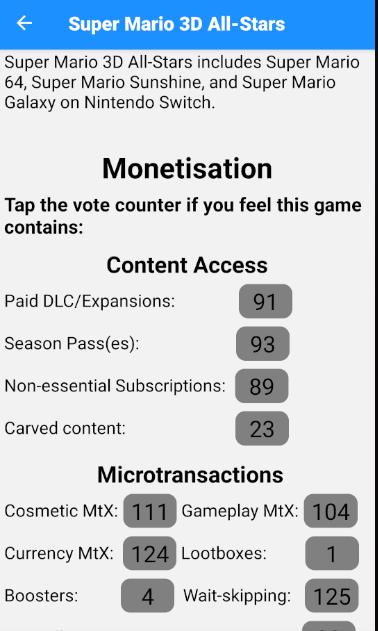 Super Mario 3D All-Stars
Super Mario 3D All-Stars includes Super Mario
64, Super Mario Sunshine, and Super Mario
Galaxy on Nintendo Switch.
Monetisation
Tap the vote counter if you feel this game
contains:
Content Access
Paid DLC/Expansions: 91
Season Pass(es): 93
Non-essential Subscriptions: 89
Carved content: 23
Microtransactions
Cosmetic MtX: 111 Gameplay MtX: 104
Currency MtX: 124 Lootboxes: 1
Boosters: 4 Wait-skipping: 125